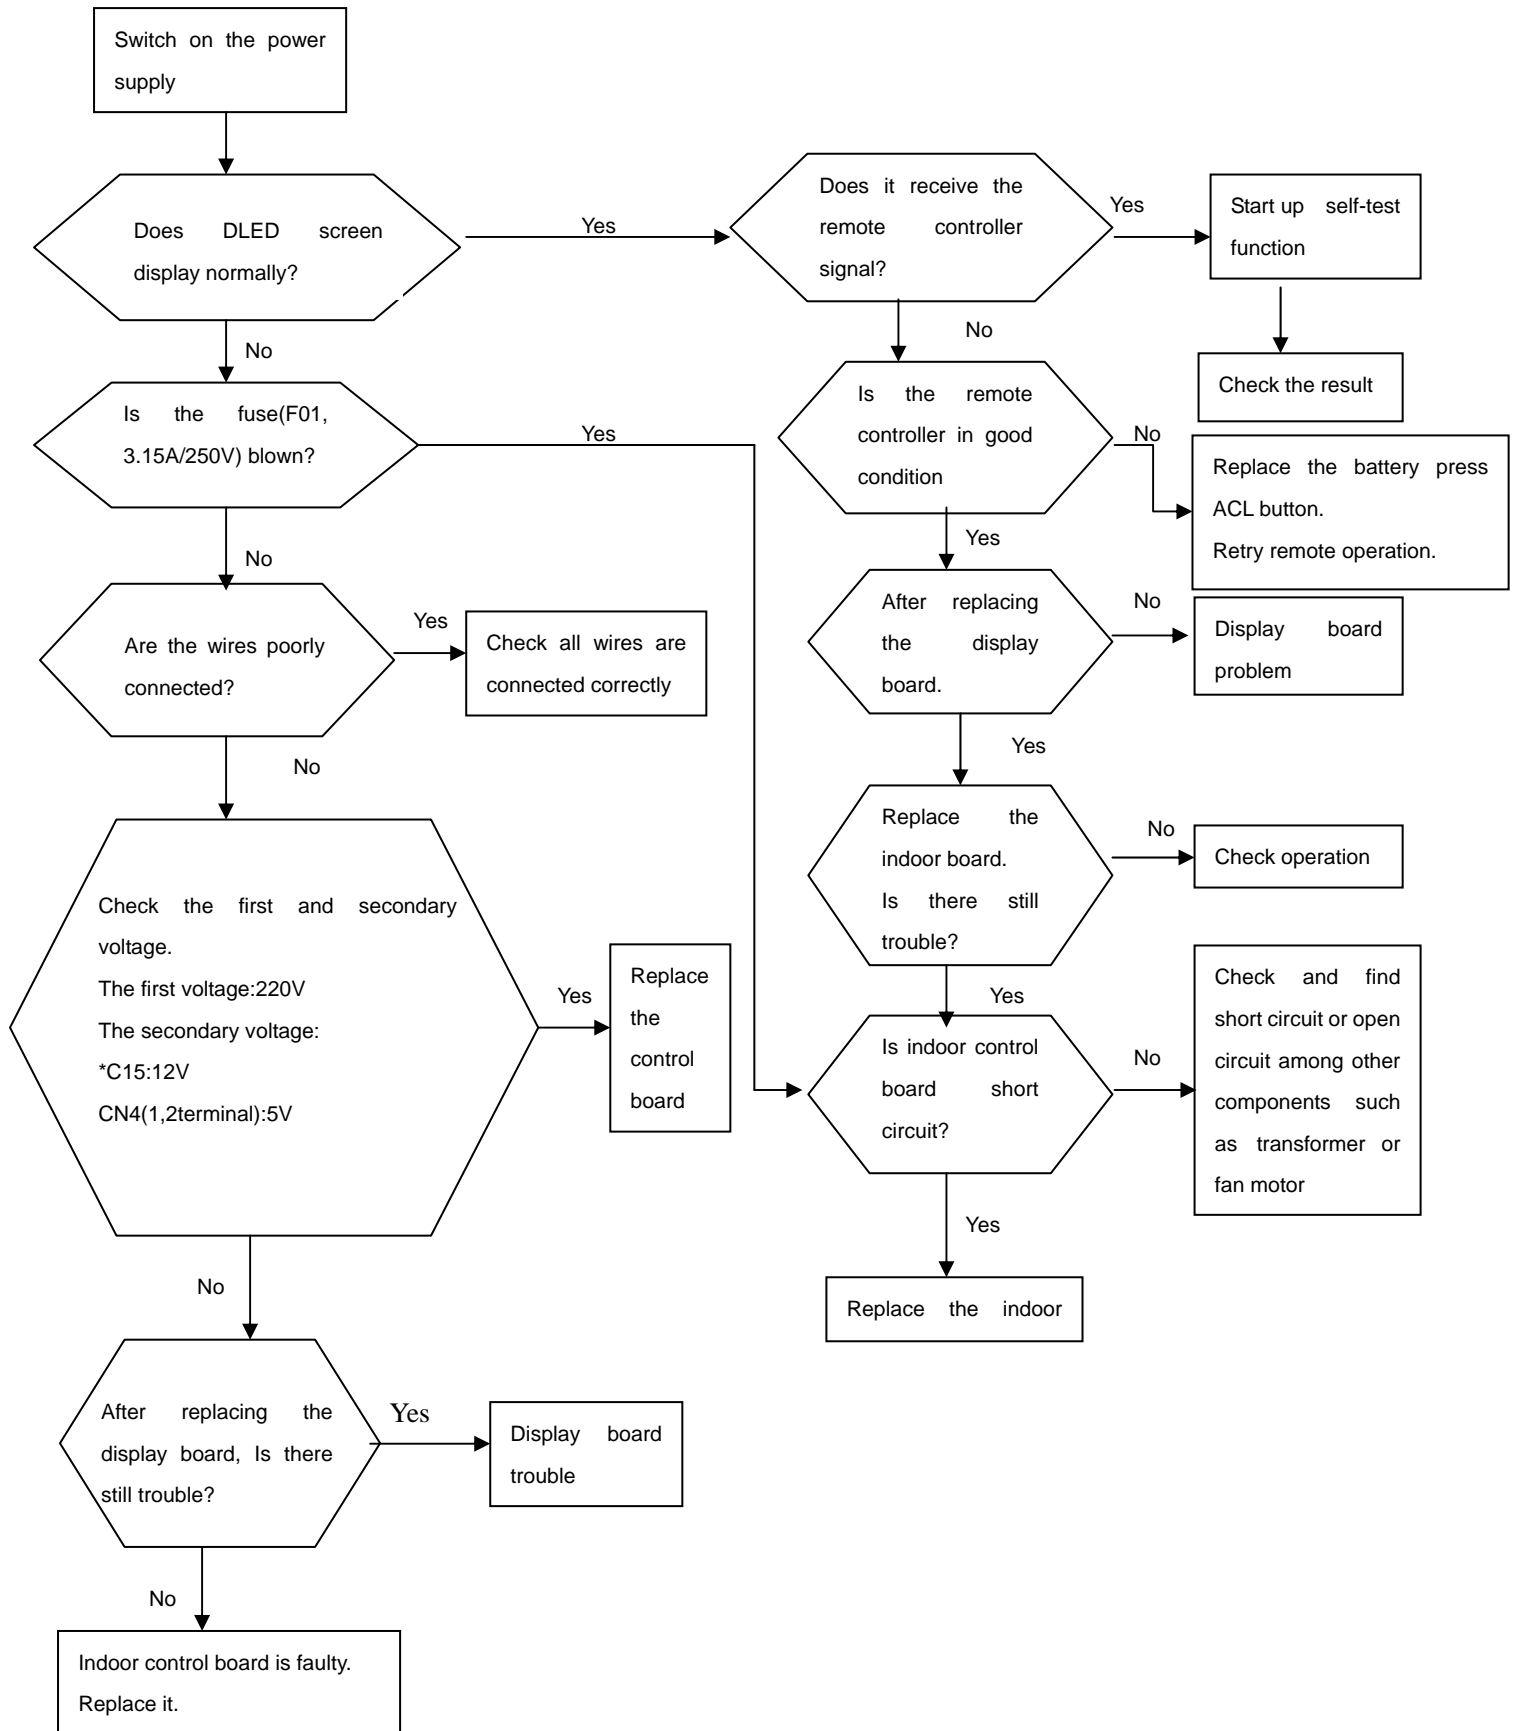 Switch on the power
supply
Does DLED screen
display normally?
Yes
Does it receive the
remote controller
signal?
Yes
Start up self-test
function
No
Check the result
No
Is the fuse(F01,
3.15A/250V) blown?
Yes
Is the remote
controller in good
condition
No
Replace the battery press
ACL button.
Retry remote operation.
No
Yes
Are the wires poorly
connected?
Yes
Check all wires are
connected correctly
After replacing
the display
board.
No
Display board
problem
No
Yes
Replace the
indoor board.
Is there still
trouble?
No
Check operation
Check the first and secondary
voltage.
The first voltage:220V
The secondary voltage:
*C15:12V
CN4(1,2terminal):5V
Yes
Replace
the
control
board
Yes
Is indoor control
board short
circuit?
No
Check and find
short circuit or open
circuit among other
components such
as transformer or
fan motor
Yes
Replace the indoor
No
After replacing the
display board, Is there
still trouble?
Yes
Display board
trouble
No
Indoor control board is faulty.
Replace it.